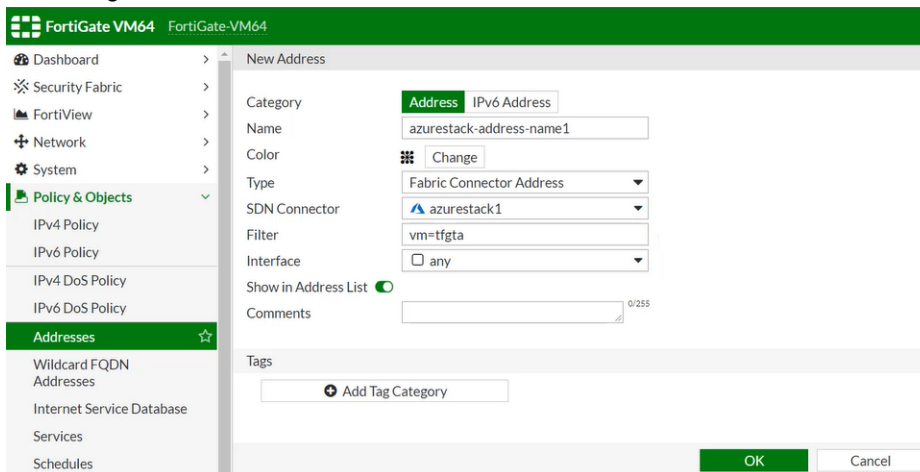 FortiGate VM64 FortiGate-VM64
Dashboard
Security Fabric
FortiView
Network
System
Policy & Objects
IPv4 Policy
IPv6 Policy
IPv4 DoS Policy
IPv6 DoS Policy
Addresses
Wildcard FQDN
Addresses
Internet Service Database
Services
Schedules
New Address
Category Address IPv6 Address
Name azurestack-address-name1
Color Change
Type Fabric Connector Address
SDN Connector azurestack1
Filter vm=tfgta
Interface any
Show in Address List
Comments 0/255
Tags
Add Tag Category
OK Cancel